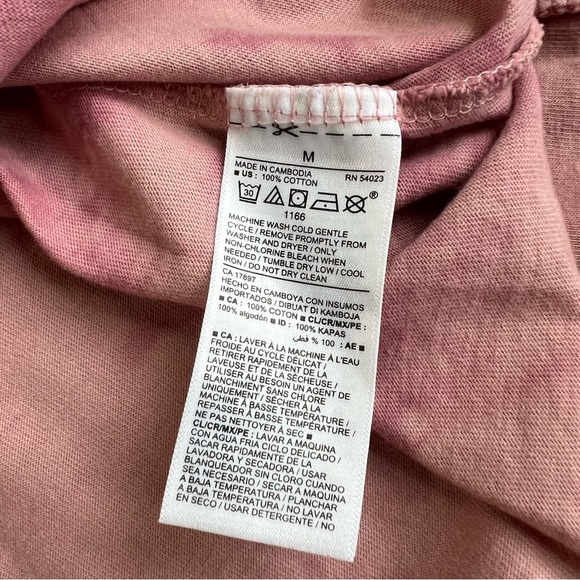 M
MADE IN CAMBODIA RN 54023
■ US : 100% COTTON
30 ®
1166
MACHINE WASH COLD GENTLE
CYCLE / REMOVE PROMPTLY FROM
WASHER AND DRYER / ONLY
NON-CHLORINE BLEACH WHEN
NEEDED / TUMBLE DRY LOW / COOL
IRON / DO NOT DRY CLEAN
CA 17897
HECHO EN CAMBOYA CON INSUMOS
IMPORTADOS / DIBUAT DI KAMBOJA
■ CA : 100% COTON ■ CL/CR/MX/PE :
100% algodón ■ ID : 100% KAPAS
■ AE : 100 % قطن
■ CA : LAVER À LA MACHINE À L'EAU
FROIDE AU CYCLE DÉLICAT /
RETIRER RAPIDEMENT DE LA
LAVEUSE ET DE LA SÉCHEUSE /
UTILISER AU BESOIN UN AGENT DE
BLANCHIMENT SANS CHLORE
UNIQUEMENT / SÉCHER À LA
MACHINE À BASSE TEMPÉRATURE /
REPASSER À BASSE TEMPÉRATURE /
NE PAS NETTOYER À SEC ■
CL/CR/MX/PE : LAVAR A MAQUINA
CON AGUA FRIA CICLO DELICADO /
SACAR RAPIDAMENTE DE LA
LAVADORA Y SECADORA / USAR
BLANQUEADOR SIN CLORO CUANDO
SEA NECESARIO / SECAR A MAQUINA
A BAJA TEMPERATURA / PLANCHAR
A BAJA TEMPERATURA / NO LAVAR
EN SECO / USAR DETERGENTE / NO